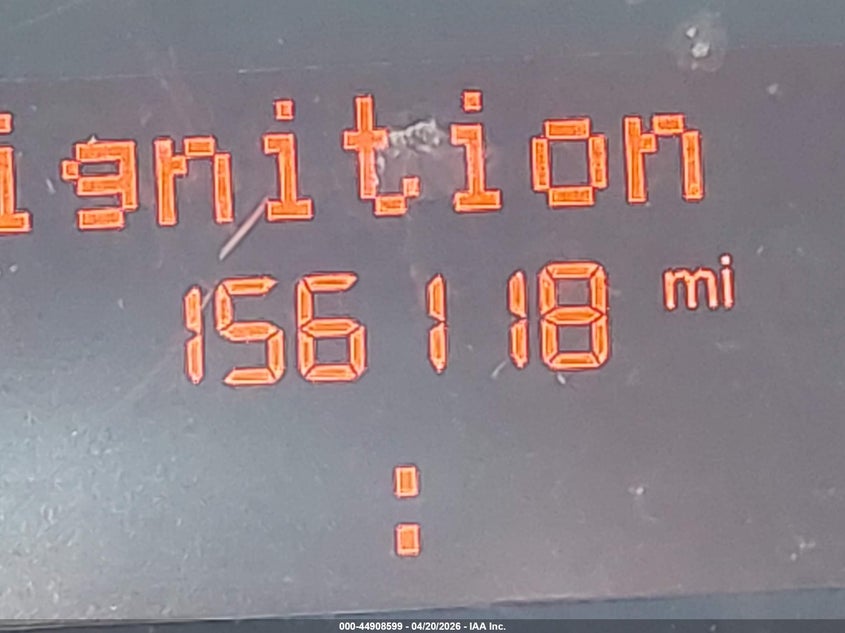 ignition
156118 mi
:
000-44908599 - 04/20/2026 - IAA Inc.